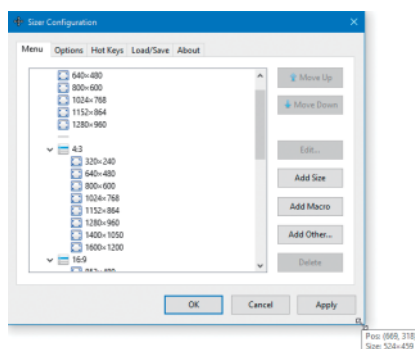 Sizer Configuration
Menu Options Hot Keys Load/Save About
640×480
800×600
1024×768
1152×864
1280×960
4:3
320×240
640×480
800×600
1024×768
1152×864
1280×960
1400×1050
1600×1200
16:9
Move Up
Move Down
Edit...
Add Size
Add Macro
Add Other...
Delete
OK Cancel Apply
Pos: (669, 318)
Size: 524×459